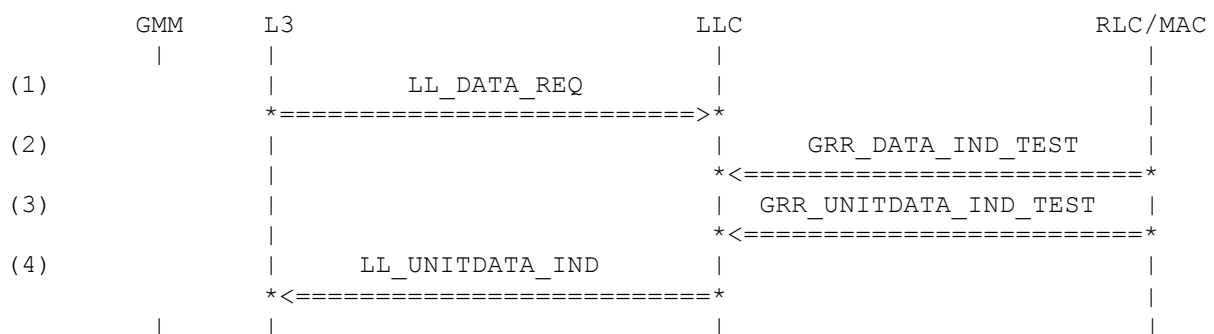 GMM L3 LLC RLC/MAC
| | | |
(1) | LL_DATA_REQ | |
*==========================>* |
(2) | | GRR_DATA_IND_TEST |
| *<=========================*
(3) | | GRR_UNITDATA_IND_TEST |
| *<=========================*
(4) | LL_UNITDATA_IND | |
*<==========================* |
| | | |